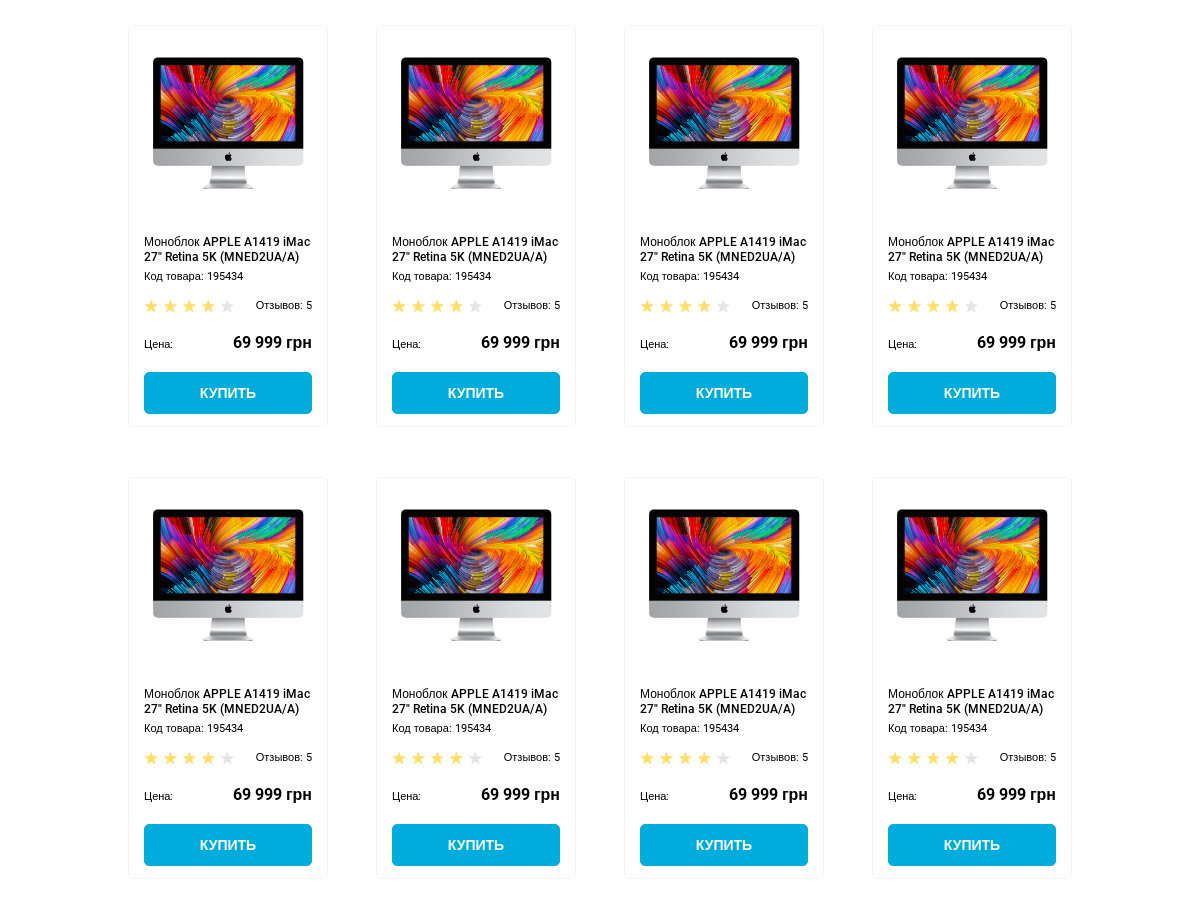 Моноблок APPLE A1419 iMac
27" Retina 5K (MNED2UA/A)
Код товара: 195434
Отзывов: 5
Цена: 69 999 грн
КУПИТЬ
Моноблок APPLE A1419 iMac
27" Retina 5K (MNED2UA/A)
Код товара: 195434
Отзывов: 5
Цена: 69 999 грн
КУПИТЬ
Моноблок APPLE A1419 iMac
27" Retina 5K (MNED2UA/A)
Код товара: 195434
Отзывов: 5
Цена: 69 999 грн
КУПИТЬ
Моноблок APPLE A1419 iMac
27" Retina 5K (MNED2UA/A)
Код товара: 195434
Отзывов: 5
Цена: 69 999 грн
КУПИТЬ
Моноблок APPLE A1419 iMac
27" Retina 5K (MNED2UA/A)
Код товара: 195434
Отзывов: 5
Цена: 69 999 грн
КУПИТЬ
Моноблок APPLE A1419 iMac
27" Retina 5K (MNED2UA/A)
Код товара: 195434
Отзывов: 5
Цена: 69 999 грн
КУПИТЬ
Моноблок APPLE A1419 iMac
27" Retina 5K (MNED2UA/A)
Код товара: 195434
Отзывов: 5
Цена: 69 999 грн
КУПИТЬ
Моноблок APPLE A1419 iMac
27" Retina 5K (MNED2UA/A)
Код товара: 195434
Отзывов: 5
Цена: 69 999 грн
КУПИТЬ